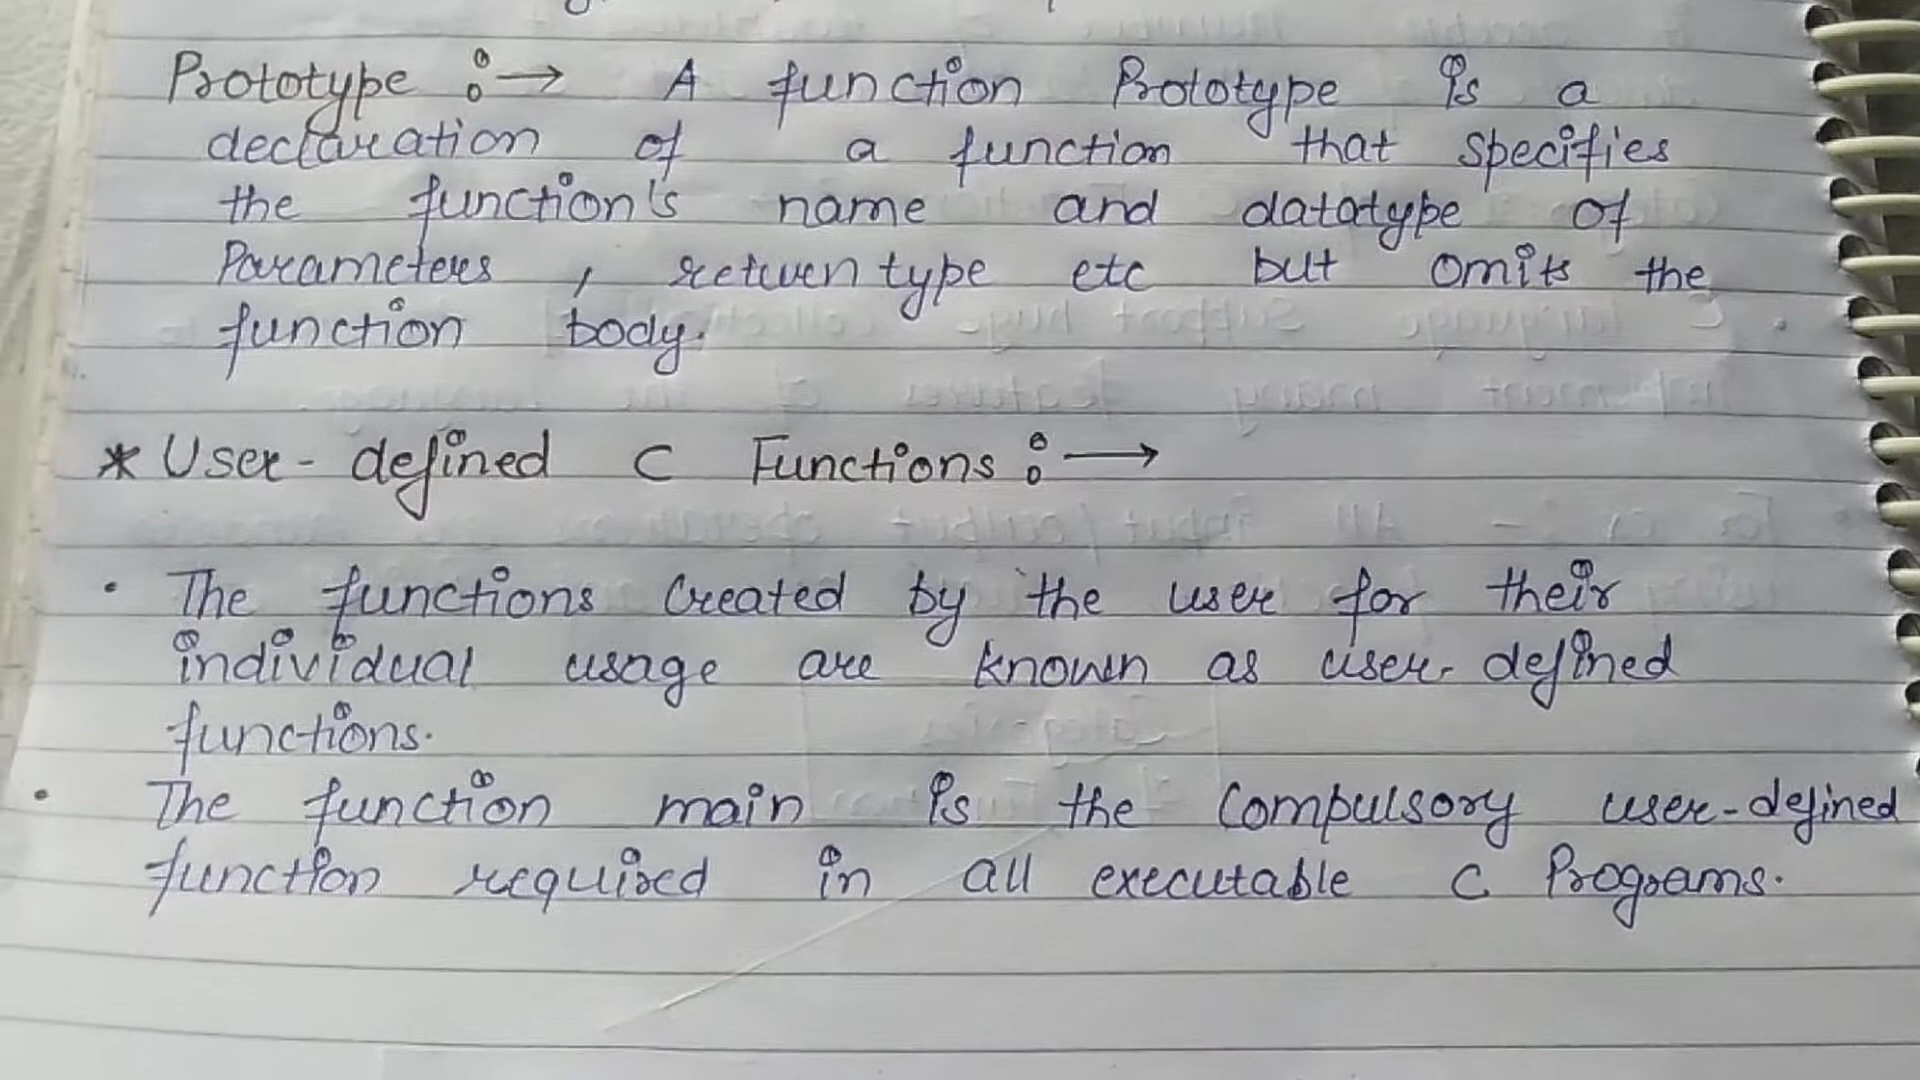 Prototype :→ A function Prototype is a
declaration of a function that specifies
the function's name and datatype of
Parameters , return type etc but omits the
function body.
* User-defined C Functions :→
• The functions Created by the user for their
individual usage are known as user-defined
functions.
• The function main is the Compulsory user-defined
function required in all executable C Programs.